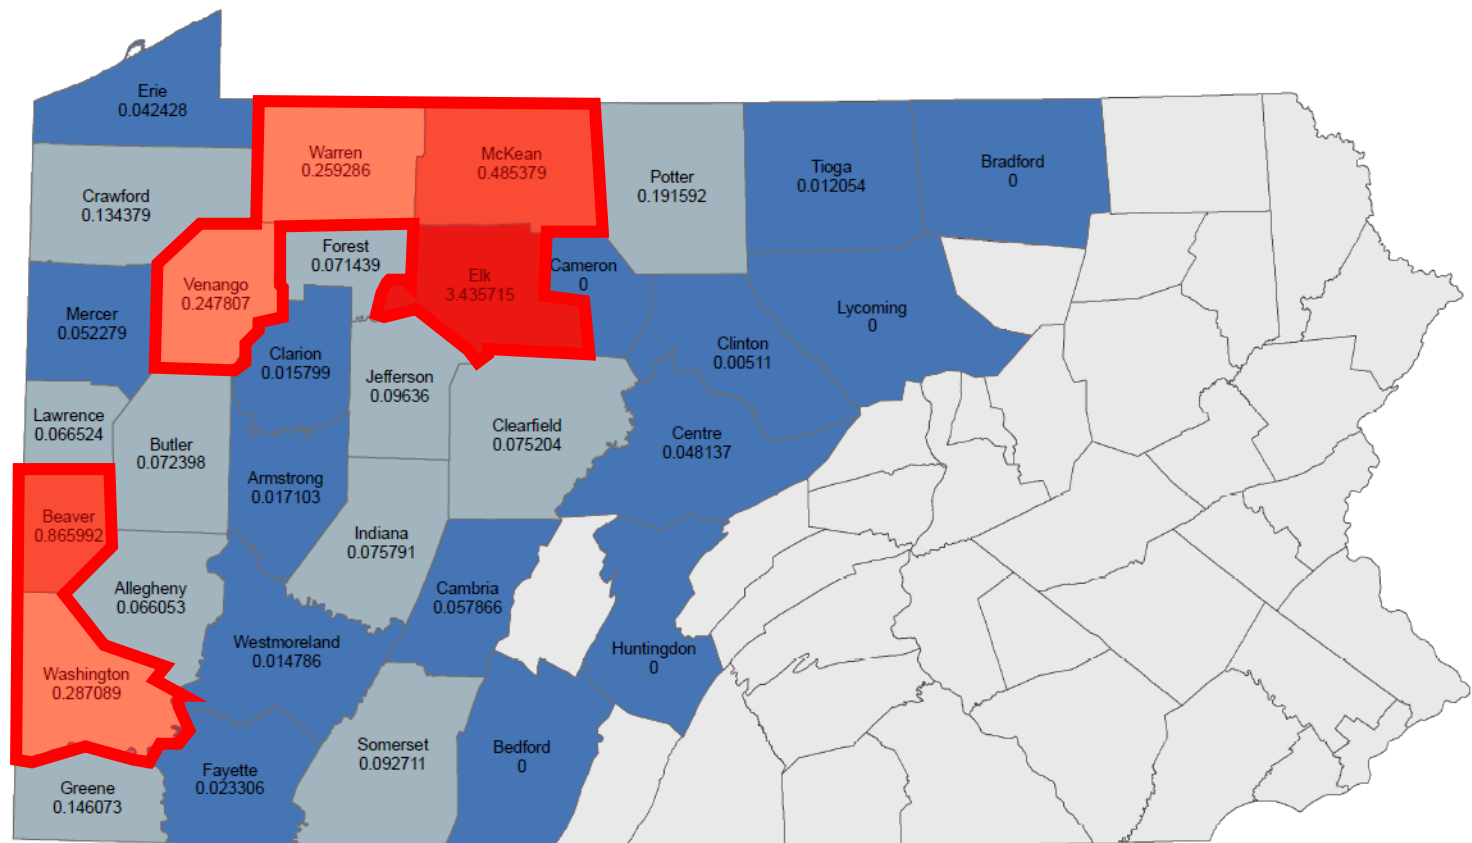 Erie
0.042428
Warren
0.259286
McKean
0.485379
Potter
0.191592
Tioga
0.012054
Bradford
0
Crawford
0.134379
Forest
0.071439
Venango
0.247807
Elk
3.435715
Cameron
0
Mercer
0.052279
Lycoming
0
Clarion
0.015799
Clinton
0.00511
Jefferson
0.09636
Lawrence
0.066524
Butler
0.072398
Clearfield
0.075204
Centre
0.048137
Armstrong
0.017103
Beaver
0.865992
Indiana
0.075791
Allegheny
0.066053
Cambria
0.057866
Westmoreland
0.014786
Huntingdon
0
Washington
0.287089
Somerset
0.092711
Bedford
0
Fayette
0.023306
Greene
0.146073